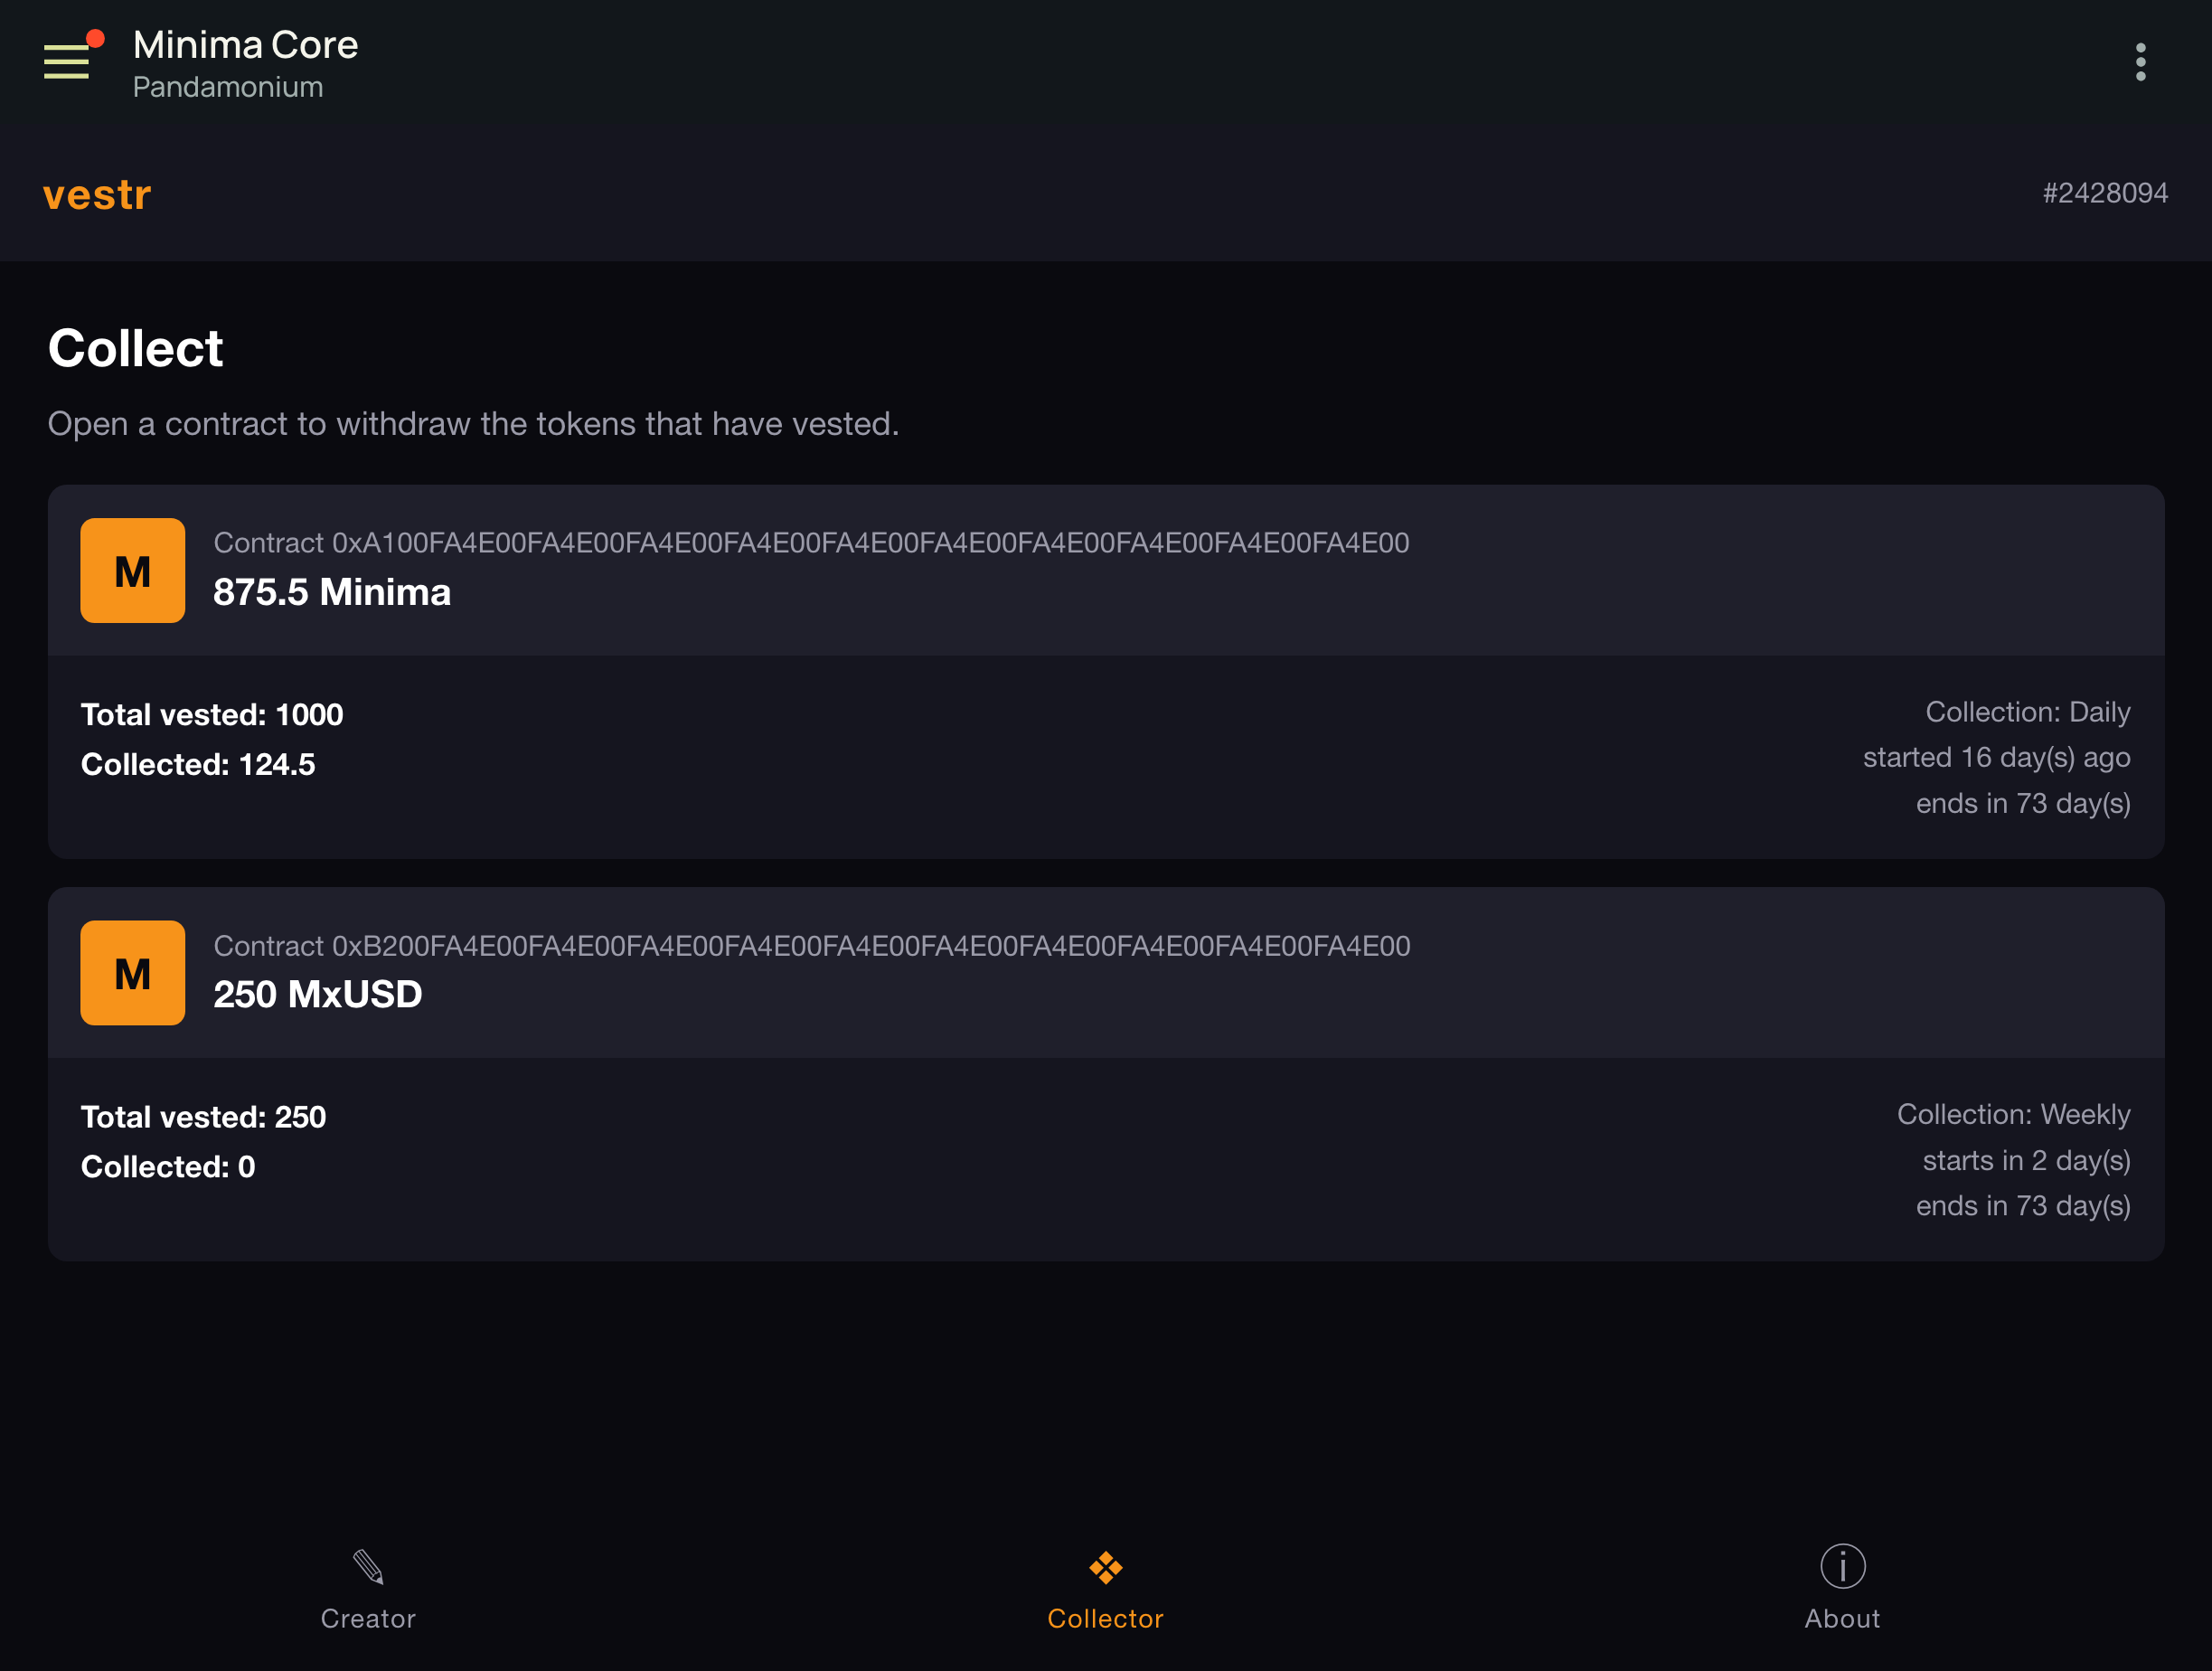 Minima Core
Pandamonium
vestr
#2428094
Collect
Open a contract to withdraw the tokens that have vested.
M
Contract 0xA100FA4E00FA4E00FA4E00FA4E00FA4E00FA4E00FA4E00FA4E00FA4E00FA4E00
875.5 Minima
Total vested: 1000
Collected: 124.5
Collection: Daily
started 16 day(s) ago
ends in 73 day(s)
M
Contract 0xB200FA4E00FA4E00FA4E00FA4E00FA4E00FA4E00FA4E00FA4E00FA4E00FA4E00
250 MxUSD
Total vested: 250
Collected: 0
Collection: Weekly
starts in 2 day(s)
ends in 73 day(s)
Creator
Collector
About